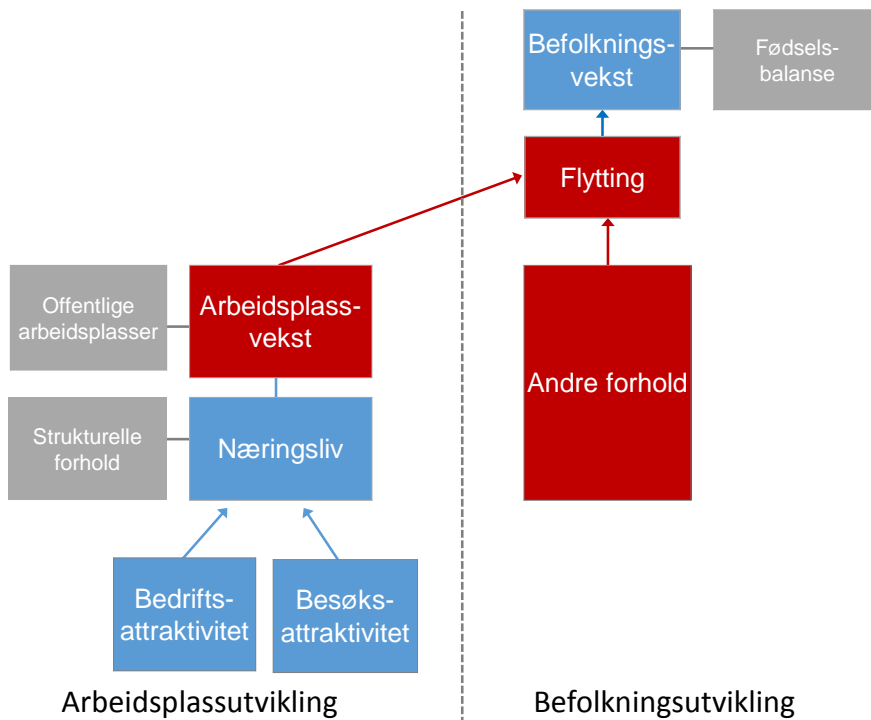 Befolknings-
vekst
Fødsels-
balanse
Flytting
Offentlige
arbeidsplasser
Arbeidsplass-
vekst
Andre forhold
Strukturelle
forhold
Næringsliv
Bedrifts-
attraktivitet
Besøks-
attraktivitet
Arbeidsplassutvikling
Befolkningsutvikling